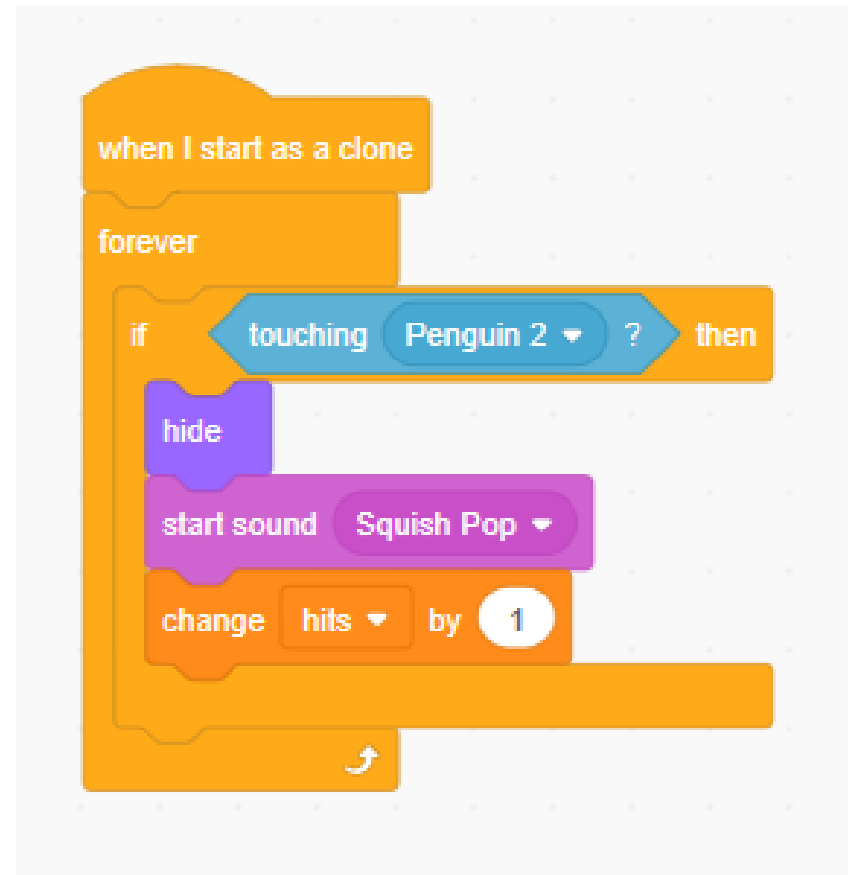 when I start as a clone
forever
if touching Penguin 2 ? then
hide
start sound Squish Pop
change hits by 1